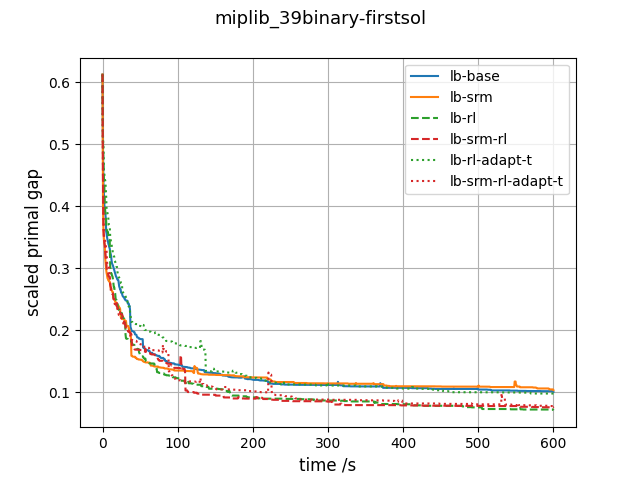 miplib_39binary-firstsol
lb-base
lb-srm
lb-rl
lb-srm-rl
lb-rl-adapt-t
lb-srm-rl-adapt-t
scaled primal gap
0.6
0.5
0.4
0.3
0.2
0.1
0 100 200 300 400 500 600
time /s